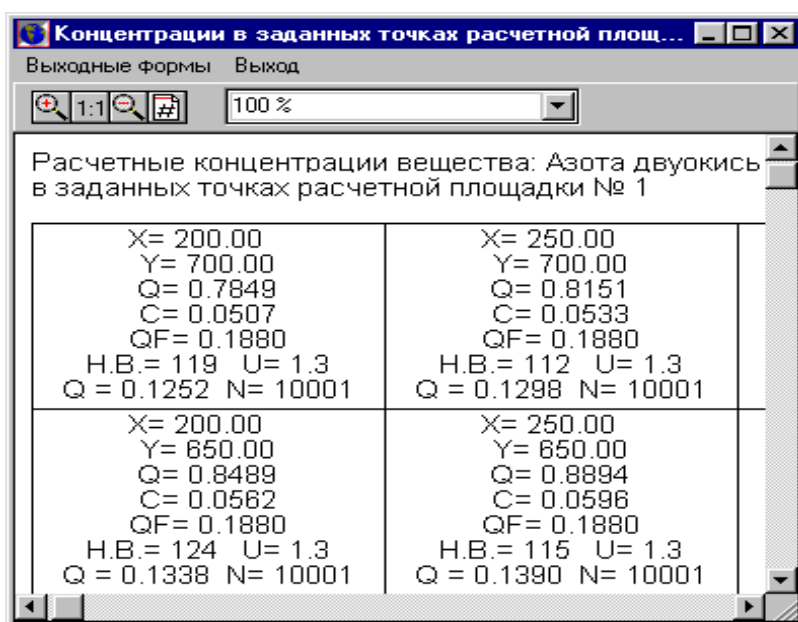 Концентрации в заданных точках расчетной площ...
Выходные формы Выход
1:1 # 100 %
Расчетные концентрации вещества: Азота двуокись
в заданных точках расчетной площадки № 1
X= 200.00
Y= 700.00
Q= 0.7849
C= 0.0507
QF= 0.1880
Н.В.= 119 U= 1.3
Q = 0.1252 N= 10001
X= 250.00
Y= 700.00
Q= 0.8151
C= 0.0533
QF= 0.1880
Н.В.= 112 U= 1.3
Q = 0.1298 N= 10001
X= 200.00
Y= 650.00
Q= 0.8489
C= 0.0562
QF= 0.1880
Н.В.= 124 U= 1.3
Q = 0.1338 N= 10001
X= 250.00
Y= 650.00
Q= 0.8894
C= 0.0596
QF= 0.1880
Н.В.= 115 U= 1.3
Q = 0.1390 N= 10001